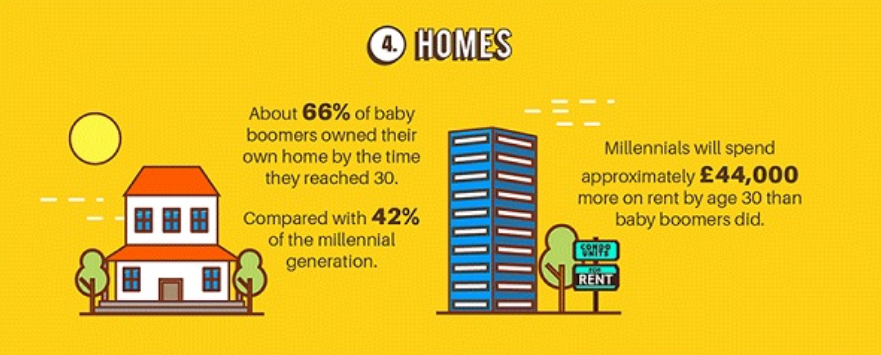 4. HOMES
About 66% of baby
boomers owned their
own home by the time
they reached 30.
Compared with 42%
of the millennial
generation.
Millennials will spend
approximately £44,000
more on rent by age 30 than
baby boomers did.
CONDO
UNITS
FOR
RENT